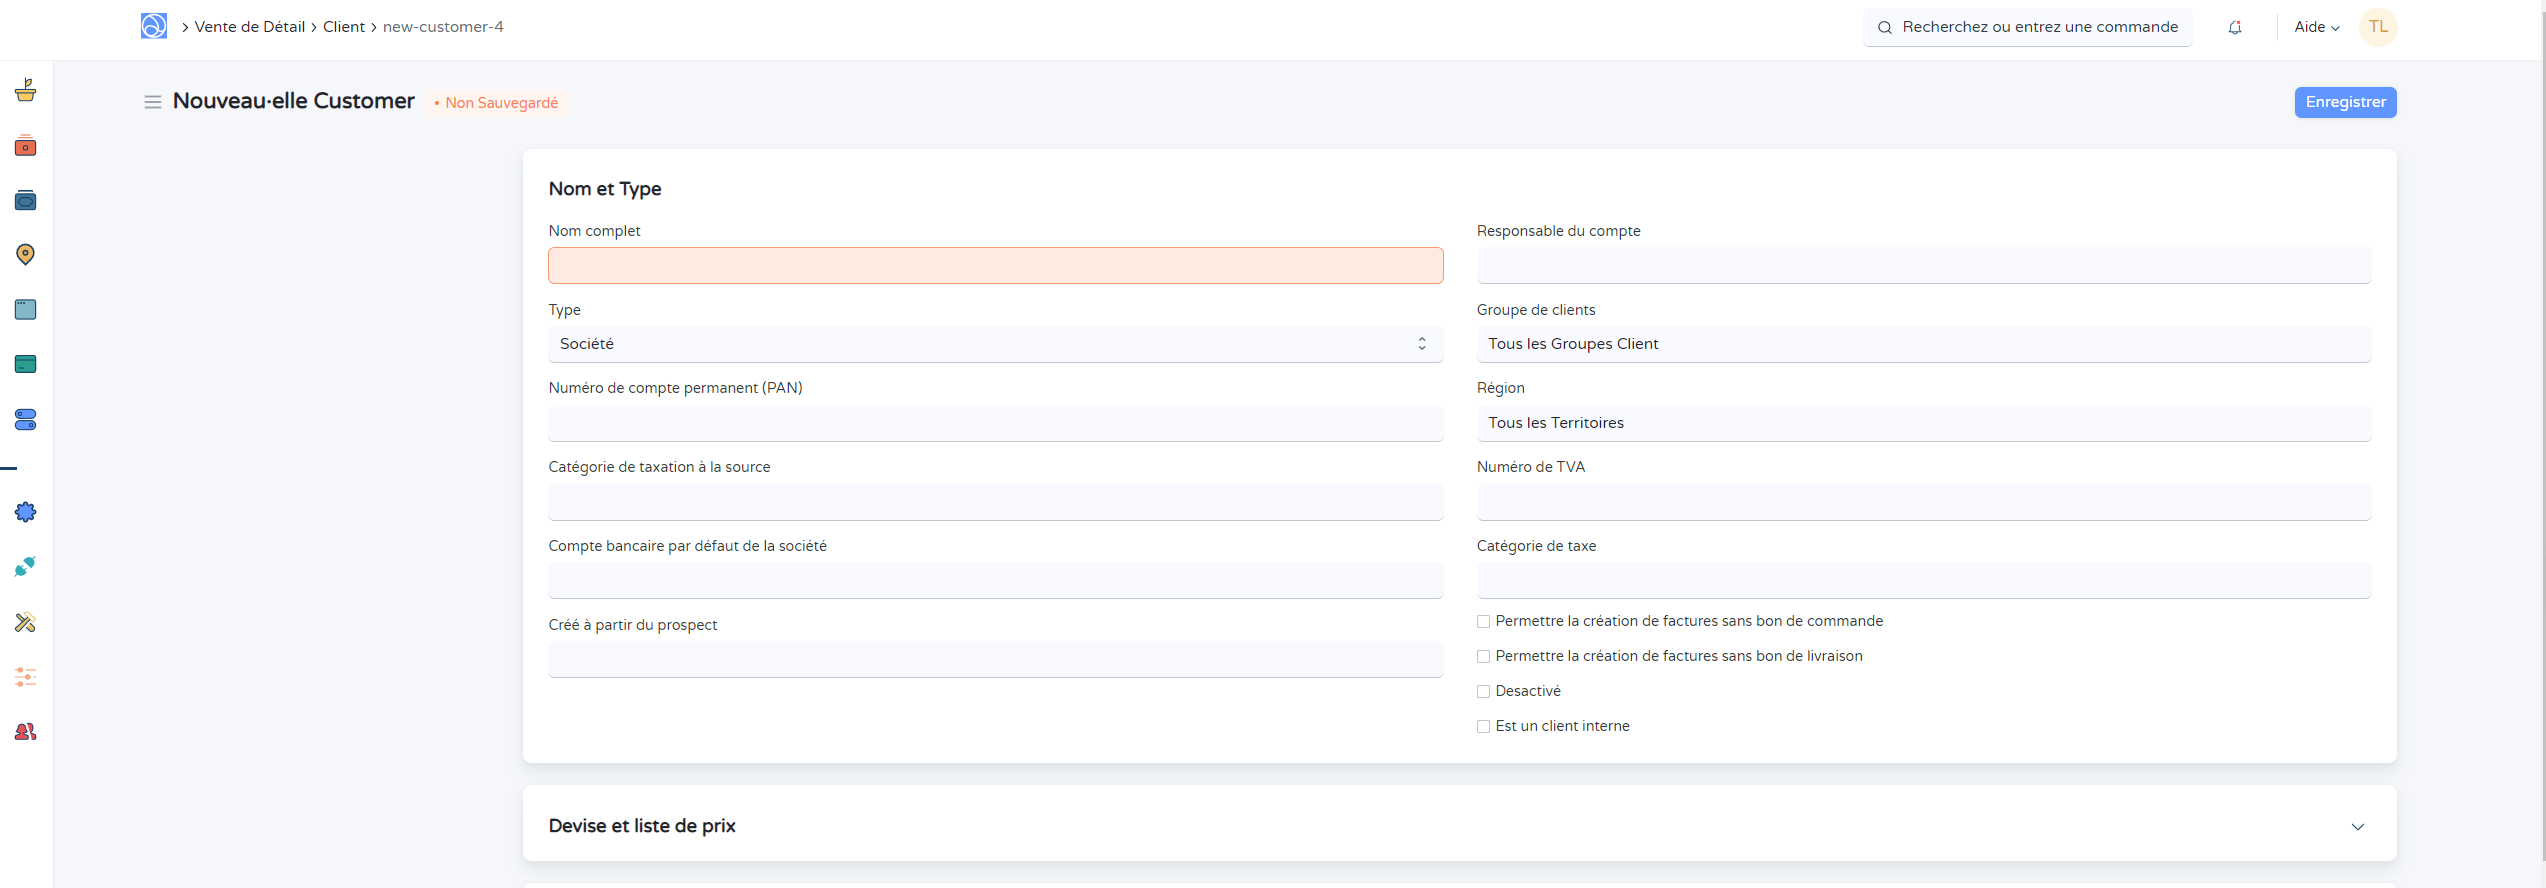 Vente de Détail > Client > new-customer-4
Recherchez ou entrez une commande
Aide
TL
Nouveau·elle Customer
• Non Sauvegardé
Enregistrer
Nom et Type
Nom complet
Type
Société
Numéro de compte permanent (PAN)
Catégorie de taxation à la source
Compte bancaire par défaut de la société
Créé à partir du prospect
Responsable du compte
Groupe de clients
Tous les Groupes Client
Région
Tous les Territoires
Numéro de TVA
Catégorie de taxe
Permettre la création de factures sans bon de commande
Permettre la création de factures sans bon de livraison
Desactivé
Est un client interne
Devise et liste de prix